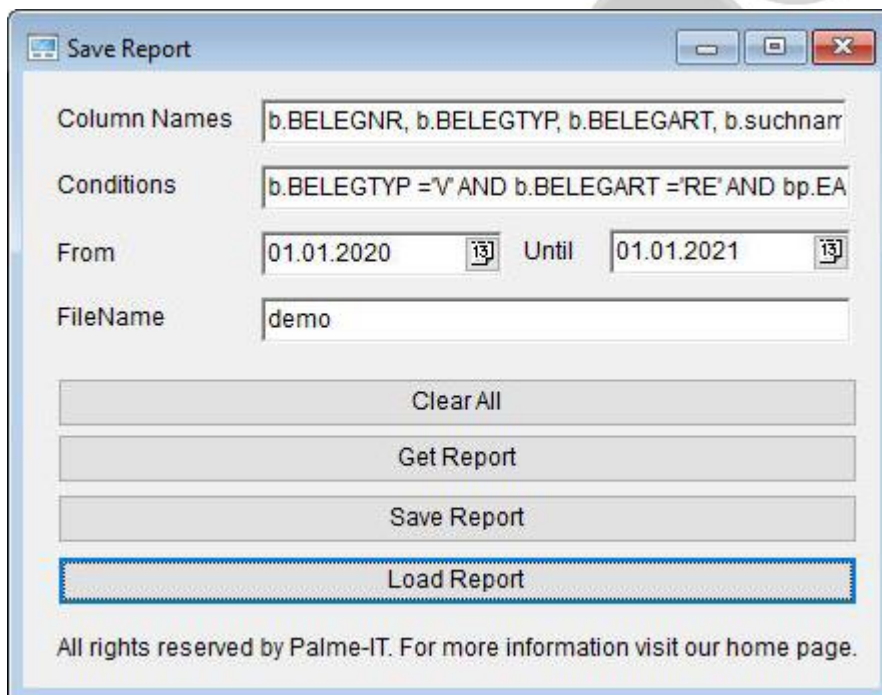 Save Report
Column Names b.BELEGNR, b.BELEGTYP, b.BELEGART, b.suchnam
Conditions b.BELEGTYP ='V' AND b.BELEGART ='RE' AND bp.EA
From 01.01.2020 13 Until 01.01.2021 13
FileName demo
Clear All
Get Report
Save Report
Load Report
All rights reserved by Palme-IT. For more information visit our home page.